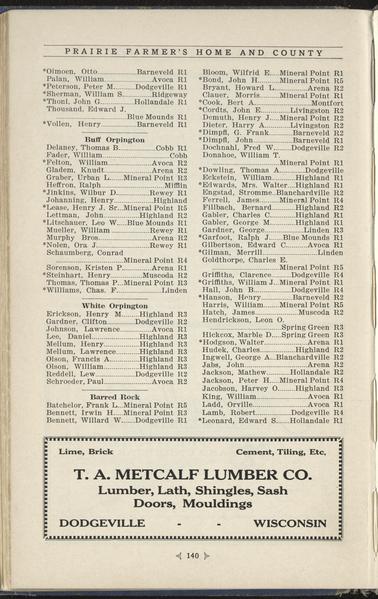 PRAIRIE FARMER'S HOME AND COUNTY
*Oimoen, Otto Barneveld R1
Palan, William Avoca R1
*Peterson, Peter M. Dodgeville R1
*Sherman, William S. Ridgeway
*Thoni, John G. Hollandale R1
Thousand, Edward J.
Blue Mounds R1
*Vollen, Henry Barneveld R1
Buff Orpington
Delaney, Thomas B. Cobb R1
Fader, William Cobb
*Felton, William Avoca R2
Gladem, Knudt Arena R2
Graber, Urban L. Mineral Point R3
Heffron, Ralph Mifflin
*Jinkins, Wilbur D. Rewey R1
Johanning, Henry Highland
*Lease, Henry J. Sr. Mineral Point R5
Lettman, John Highland R2
*Litschauer, Leo W. Blue Mounds R1
Mueller, William Rewey R1
Murphy Bros. Arena R2
*Nolen, Ora J. Rewey R1
Schaumberg, Conrad
Mineral Point R4
Sorenson, Kristen P. Arena R1
*Steinhart, Henry Muscoda R2
Thomas, Thomas P. Mineral Point R3
*Williams, Chas. F. Linden
White Orpington
Erickson, Henry M. Highland R3
Gardner, Clifton Dodgeville R2
Johnson, Lawrence Avoca R1
Lee, Daniel Highland R3
Mellum, Henry Highland R3
Mellum, Lawrence Highland R3
Olson, Francis A. Highland R3
Olson, William Highland R3
Reddell, Lew Dodgeville R2
Schroeder, Paul Avoca R2
Barred Rock
Batchelor, Frank L. Mineral Point R5
Bennett, Irwin H. Mineral Point R3
Bennett, Willard W. Dodgeville R1
Bloom, Wilfrid E. Mineral Point R1
*Bond, John H. Mineral Point R5
Bryant, Howard L. Arena R2
Clauer, Morris Mineral Point R1
*Cook, Bert A. Montfort
*Cordts, John E. Livingston R2
Demuth, Henry J. Mineral Point R2
Dieter, Harry A. Livingston R2
*Dimpfl, G. Frank Barneveld R2
*Dimpfl, John Barneveld R1
Dochnahl, Fred W. Dodgeville R2
Donahoe, William T.
Mineral Point R1
*Dowling, Thomas A. Dodgeville
Eckstein, William Highland R1
*Edwards, Mrs. Walter Highland R1
Engstad, Stromme Blanchardville R2
Ferrell, James Mineral Point R4
Fillbach, Bernard Highland R2
Gabler, Charles C. Highland R1
Gabler, George M. Highland R1
Gardner, George Linden R3
*Garfoot, Ralph J. Blue Mounds R1
Gilbertson, Edward C. Avoca R1
*Gilman, Merrill Linden
Goldthorpe, Charles E.
Mineral Point R5
Griffiths, Clarence Dodgeville R4
*Griffiths, William J. Mineral Point R1
Hall, John B. Dodgeville R4
*Hanson, Henry Barneveld R2
Harris, William Mineral Point R5
Hatch, James Muscoda R2
Hendrickson, Leon O.
Spring Green R3
Hickcox, Marble D. Spring Green R3
*Hodgson, Walter Arena R1
Hudek, Charles Highland R2
Ingwell, George A. Blanchardville R2
Jabs, John Arena R2
Jackson, Mathew Hollandale R2
Jackson, Peter H. Mineral Point R4
Jacobson, Harvey O. Highland R3
King, William Avoca R1
Ladd, Orville Avoca R1
Lamb, Robert Dodgeville R4
*Leonard, Edward S. Hollandale R1
Lime, Brick Cement, Tiling, Etc.
T. A. METCALF LUMBER CO.
Lumber, Lath, Shingles, Sash
Doors, Mouldings
DODGEVILLE - - WISCONSIN
140